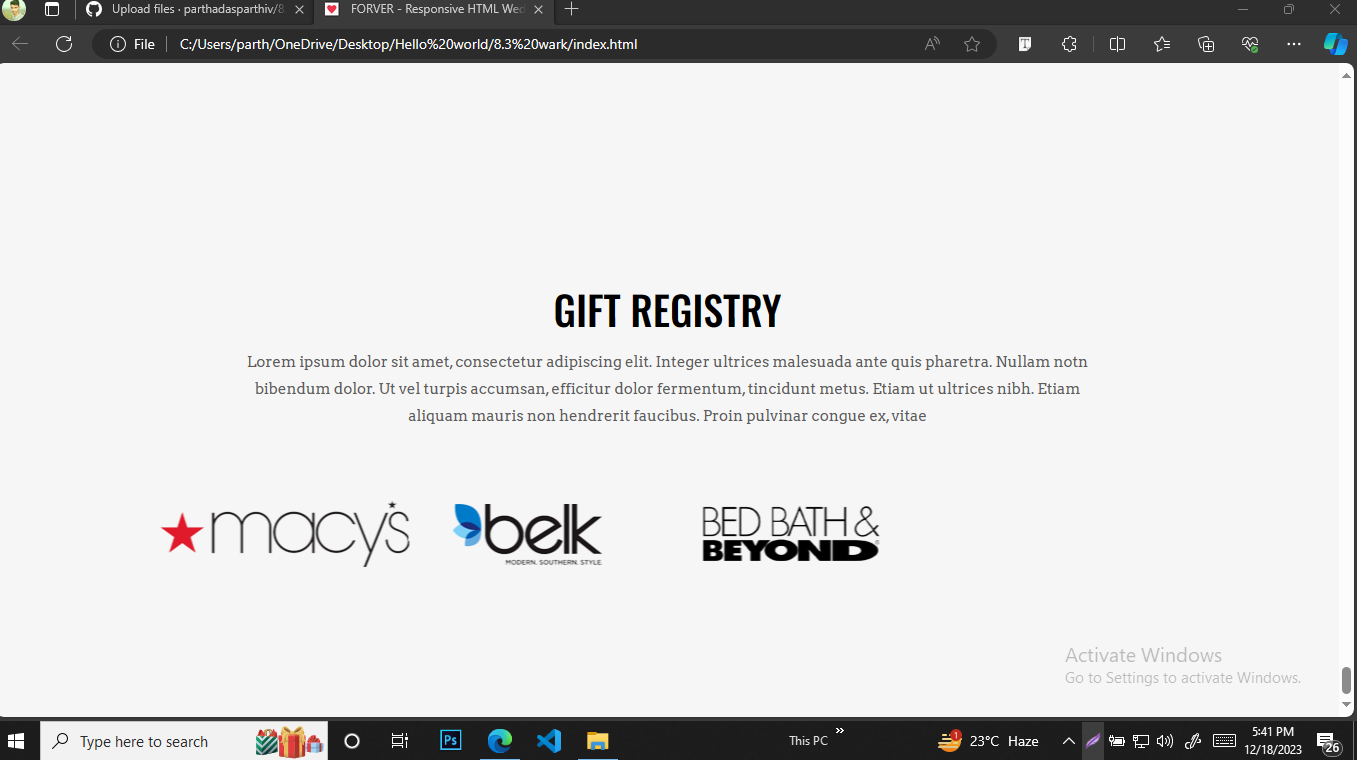 Upload files · parthadasparthiv/8.
FORVER - Responsive HTML Wed
File
C:/Users/parth/OneDrive/Desktop/Hello%20world/8.3%20wark/index.html
GIFT REGISTRY
Lorem ipsum dolor sit amet, consectetur adipiscing elit. Integer ultrices malesuada ante quis pharetra. Nullam notn
bibendum dolor. Ut vel turpis accumsan, efficitur dolor fermentum, tincidunt metus. Etiam ut ultrices nibh. Etiam
aliquam mauris non hendrerit faucibus. Proin pulvinar congue ex, vitae
macy's
belk
MODERN. SOUTHERN. STYLE.
BED BATH &
BEYOND
Activate Windows
Go to Settings to activate Windows.
Type here to search
Ps
This PC
1
23°C Haze
5:41 PM
12/18/2023
26